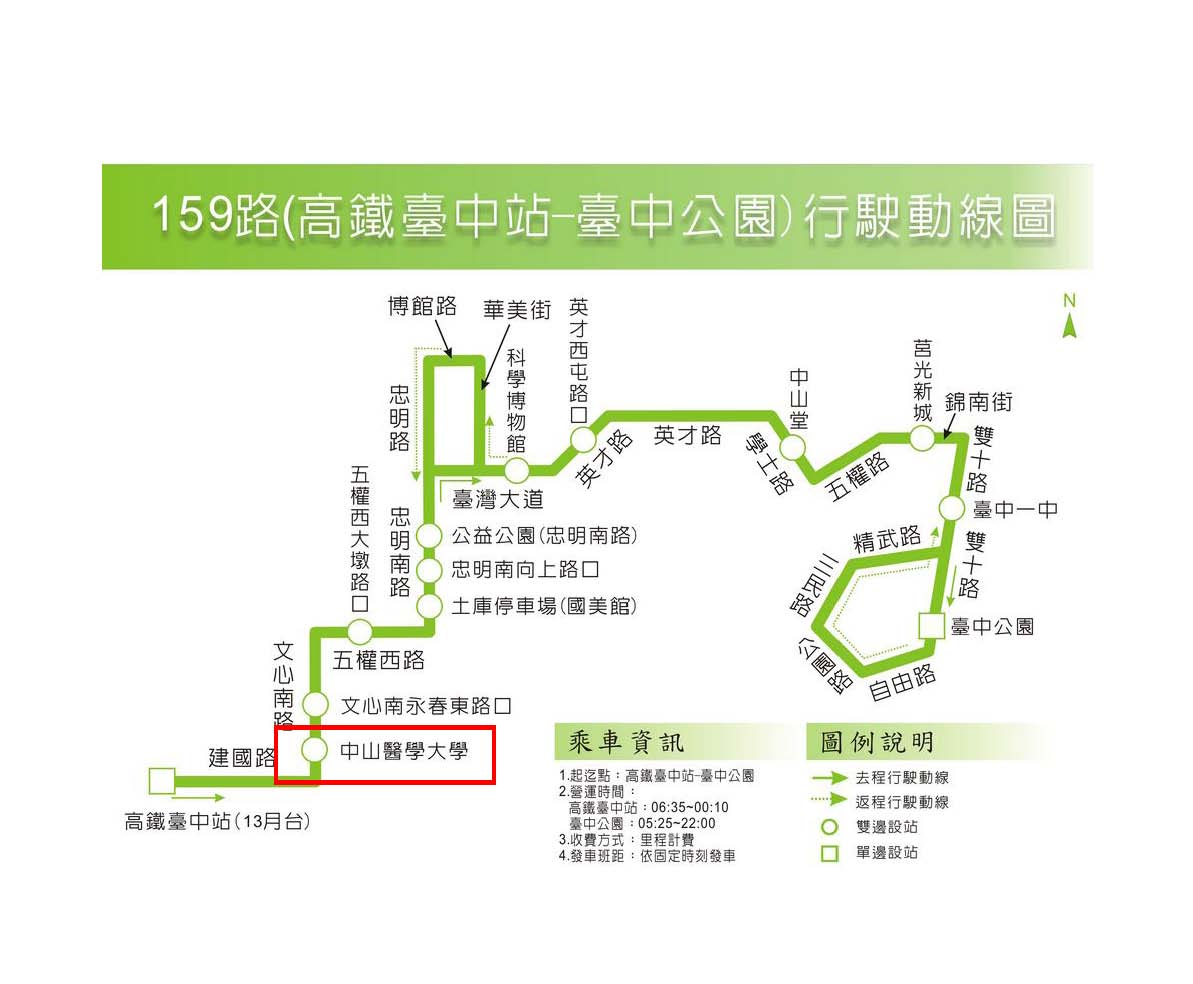 159路(高鐵臺中站–臺中公園)行駛動線圖
N
博館路
華美街
英才西屯路口
科學博物館
忠明路
英才路
英才路
中山堂
學士路
五權路
莒光新城
錦南街
雙十路
臺中一中
精武路
雙十路
三民路
臺中公園
公園路
自由路
臺灣大道
五權西大墩路口
忠明南路
公益公園(忠明南路)
忠明南向上路口
土庫停車場(國美館)
五權西路
文心南路
文心南永春東路口
中山醫學大學
建國路
高鐵臺中站(13月台)
乘車資訊
1.起迄點：高鐵臺中站-臺中公園
2.營運時間：
高鐵臺中站：06:35~00:10
臺中公園：05:25~22:00
3.收費方式：里程計費
4.發車班距：依固定時刻發車
圖例說明
去程行駛動線
返程行駛動線
雙邊設站
單邊設站